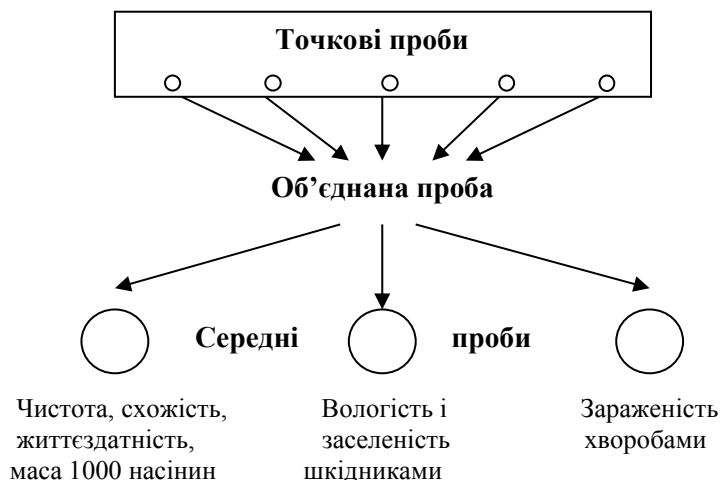 Точкові проби
Об’єднана проба
Середні проби
Чистота, схожість,
життєздатність,
маса 1000 насінин
Вологість і
заселеність
шкідниками
Зараженість
хворобами